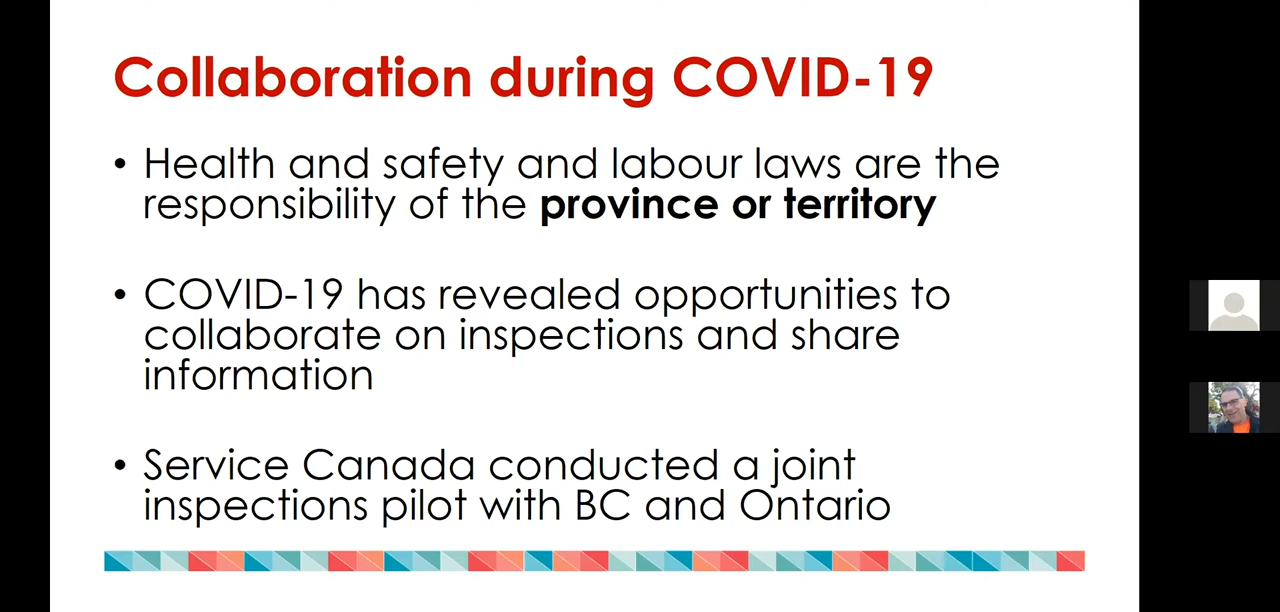 Collaboration during COVID-19
• Health and safety and labour laws are the
responsibility of the province or territory
• COVID-19 has revealed opportunities to
collaborate on inspections and share
information
• Service Canada conducted a joint
inspections pilot with BC and Ontario